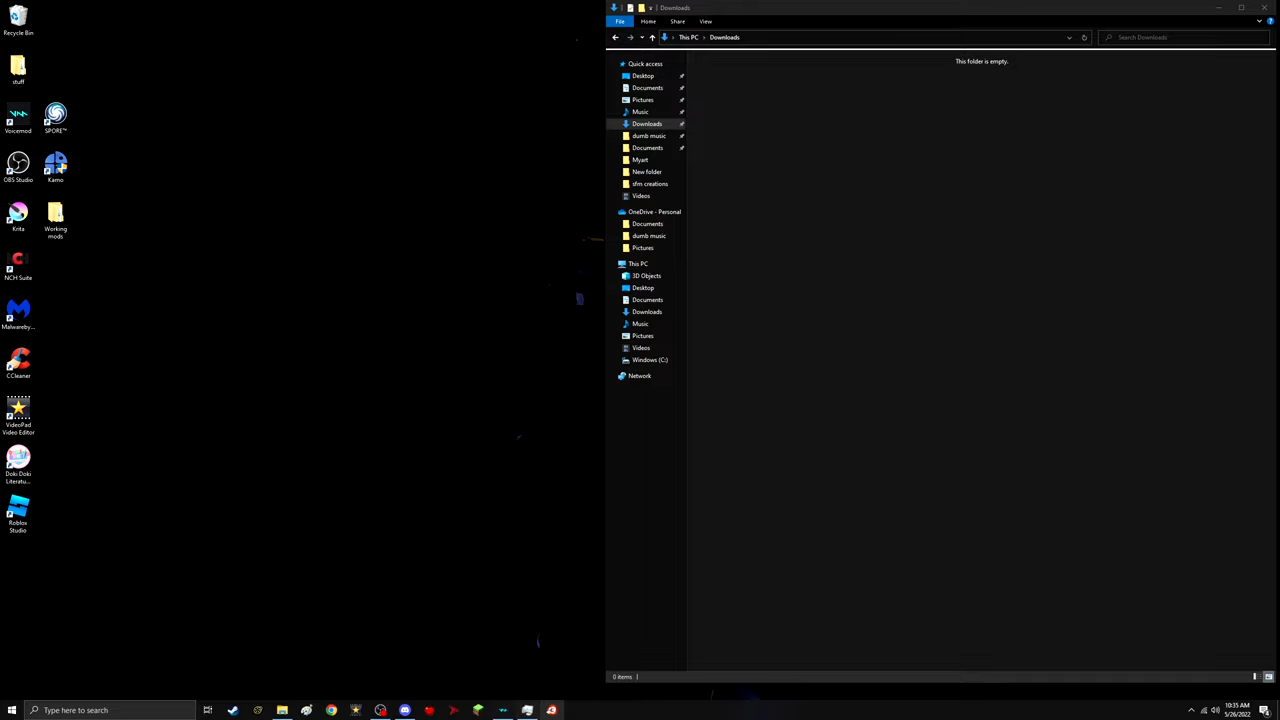 Recycle Bin
stuff
Voicemod
SPORE™
OBS Studio
Kamo
Krita
Working
mods
NCH Suite
Malwareby...
CCleaner
VideoPad
Video Editor
Doki Doki
Literatu...
Roblox
Studio
Downloads
File
Home
Share
View
This PC
Downloads
Search Downloads
This folder is empty.
Quick access
Desktop
Documents
Pictures
Music
Downloads
dumb music
Documents
Myart
New folder
sfm creations
Videos
OneDrive - Personal
Documents
dumb music
Pictures
This PC
3D Objects
Desktop
Documents
Downloads
Music
Pictures
Videos
Windows (C:)
Network
0 items
Type here to search
10:35 AM
5/26/2022